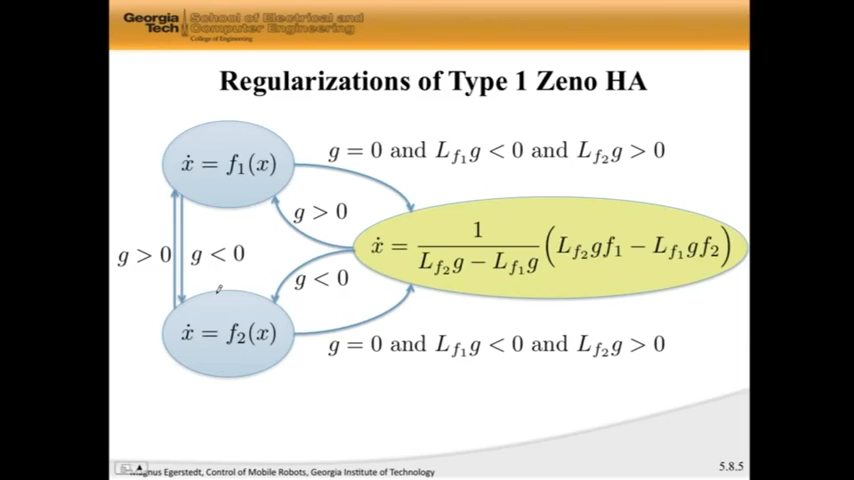 Georgia Tech
School of Electrical and Computer Engineering
College of Engineering
Regularizations of Type 1 Zeno HA
ẋ = f₁(x)
g = 0 and L_{f₁}g < 0 and L_{f₂}g > 0
g > 0
g > 0
g < 0
ẋ = \frac{1}{L_{f₂}g − L_{f₁}g} (L_{f₂}gf₁ − L_{f₁}gf₂)
g < 0
ẋ = f₂(x)
g = 0 and L_{f₁}g < 0 and L_{f₂}g > 0
Magnus Egerstedt, Control of Mobile Robots, Georgia Institute of Technology
5.8.5